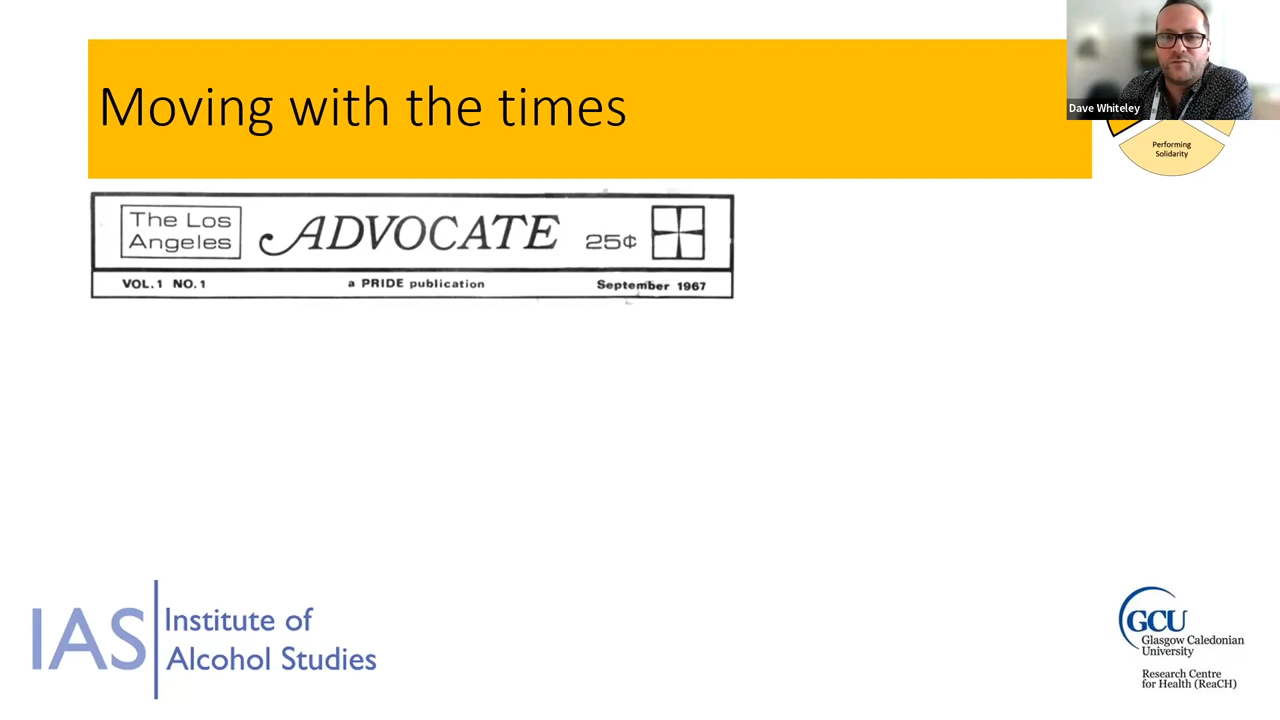 Moving with the times
Dave Whiteley
Performing
Solidarity
The Los
Angeles
ADVOCATE
25¢
VOL. 1 NO. 1
a PRIDE publication
September 1967
IAS
Institute of
Alcohol Studies
GCU
Glasgow Caledonian
University
Research Centre
for Health (ReaCH)